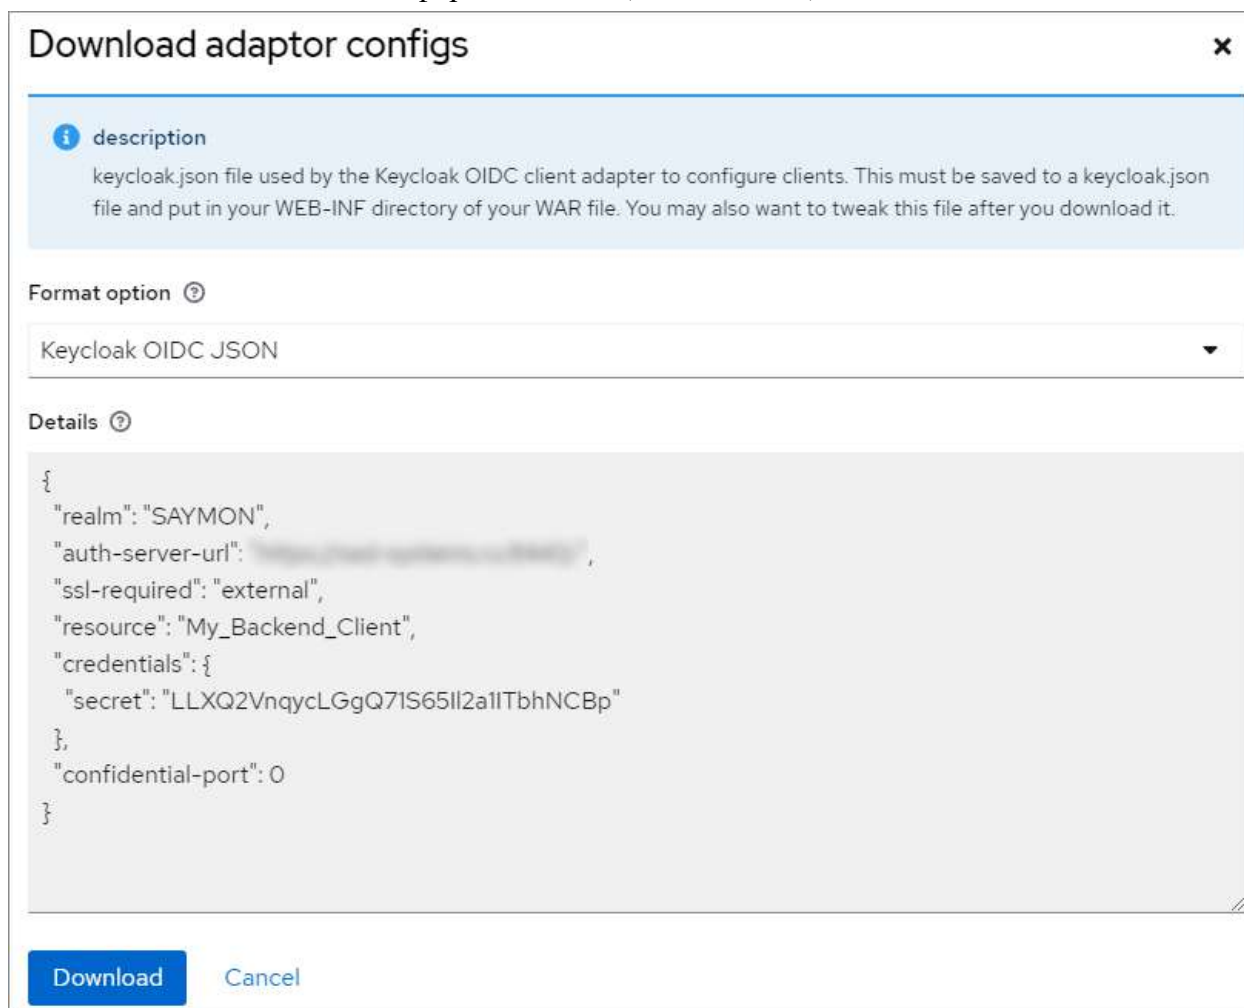 Download adaptor configs
description
keycloak.json file used by the Keycloak OIDC client adapter to configure clients. This must be saved to a keycloak.json
file and put in your WEB-INF directory of your WAR file. You may also want to tweak this file after you download it.
Format option
Keycloak OIDC JSON
Details
{
"realm": "SAYMON",
"auth-server-url": ,
"ssl-required": "external",
"resource": "My_Backend_Client",
"credentials": {
"secret": "LLXQ2VnqycLGgQ71S65Il2a1ITbhNCBp"
},
"confidential-port": 0
}
Download
Cancel